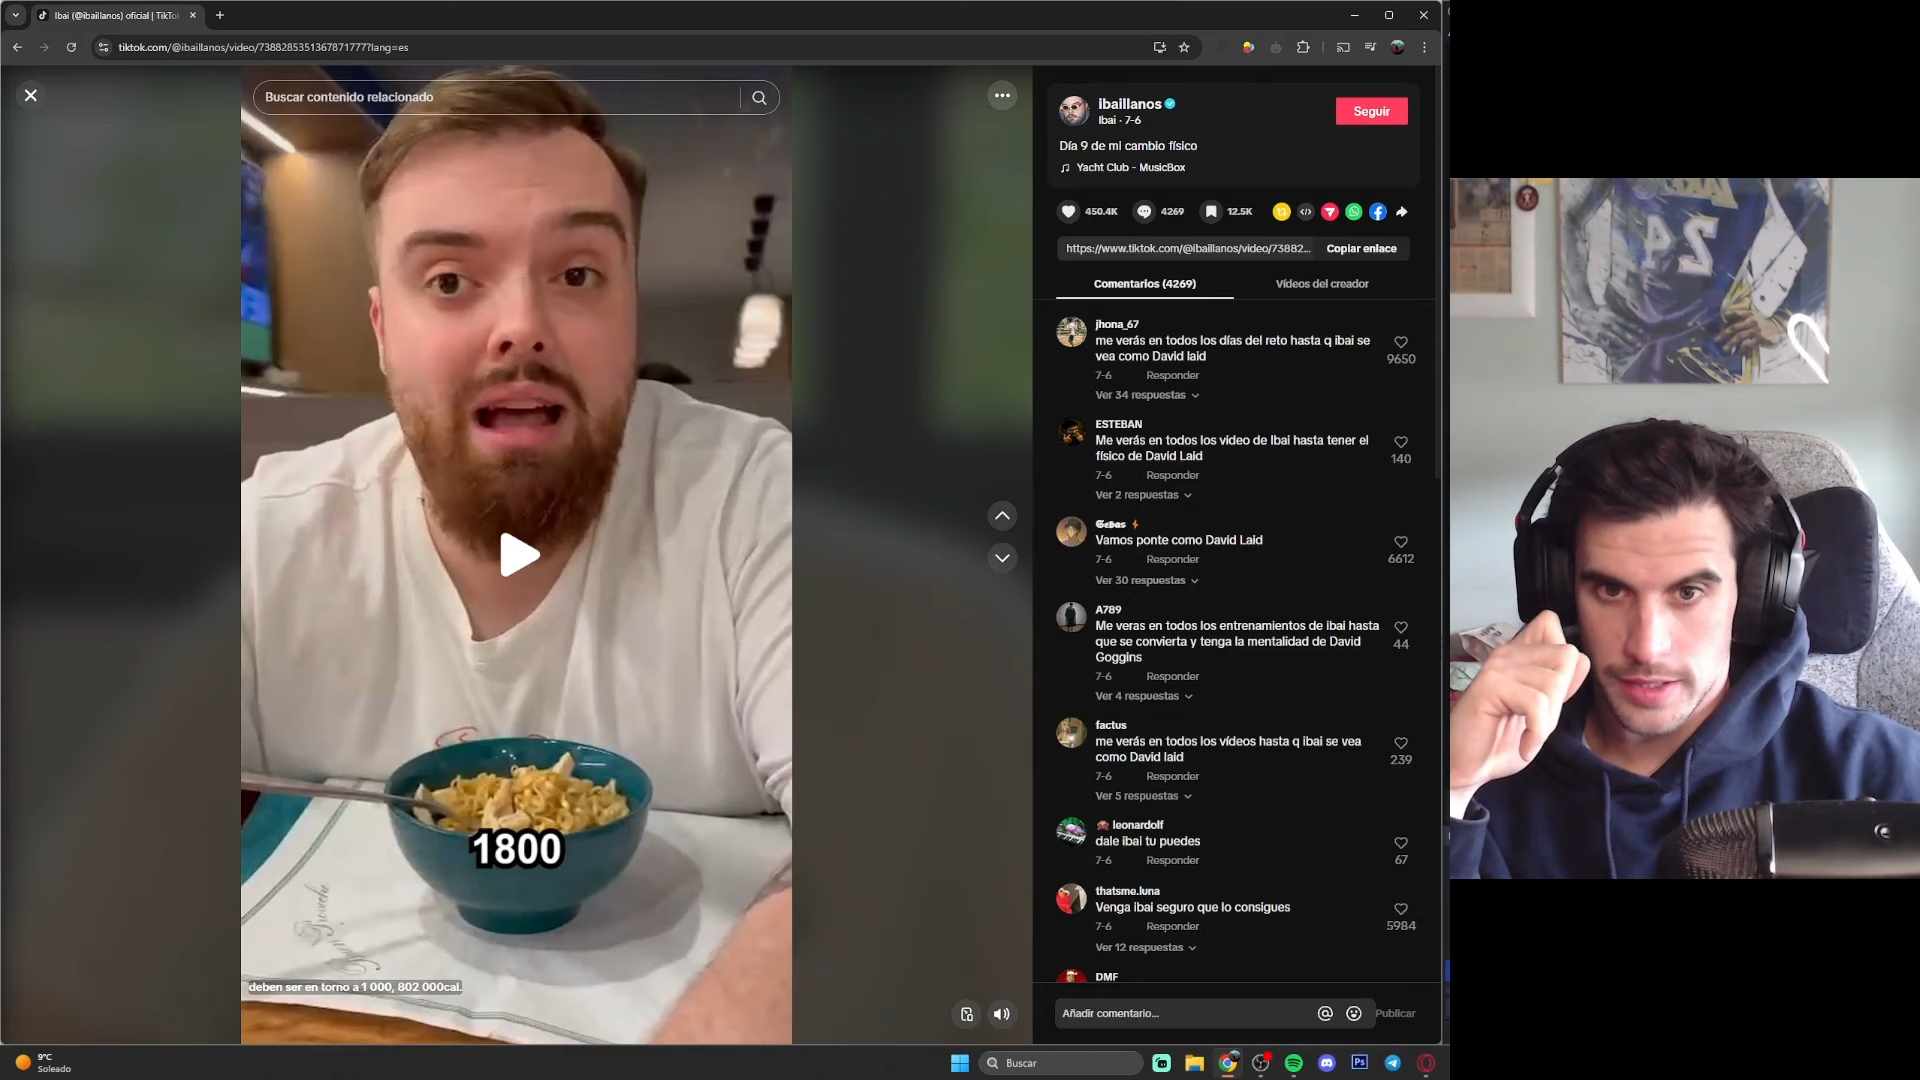 Ibai (@ibaillanos) oficial | TikTo
tiktok.com/@ibaillanos/video/7388285351367871777?lang=es
Buscar contenido relacionado
1800
deben ser en torno a 1 000, 802 000cal.
ibaillanos
Ibai · 7-6
Seguir
Día 9 de mi cambio físico
Yacht Club - MusicBox
450.4K
4269
12.5K
https://www.tiktok.com/@ibaillanos/video/73882...
Copiar enlace
Comentarios (4269)
Vídeos del creador
jhona_67
me verás en todos los días del reto hasta q ibai se
vea como David laid
9650
7-6
Responder
Ver 34 respuestas
ESTEBAN
Me verás en todos los video de Ibai hasta tener el
físico de David Laid
140
7-6
Responder
Ver 2 respuestas
𝕾𝖊𝖇𝖆𝖘
Vamos ponte como David Laid
6612
7-6
Responder
Ver 30 respuestas
A789
Me veras en todos los entrenamientos de ibai hasta
que se convierta y tenga la mentalidad de David
Goggins
44
7-6
Responder
Ver 4 respuestas
factus
me verás en todos los vídeos hasta q ibai se vea
como David laid
239
7-6
Responder
Ver 5 respuestas
leonardolf
dale ibai tu puedes
67
7-6
Responder
thatsme.luna
Venga ibai seguro que lo consigues
5984
7-6
Responder
Ver 12 respuestas
DMF
Añadir comentario...
Publicar
24
9°C
Soleado
Buscar
Ps